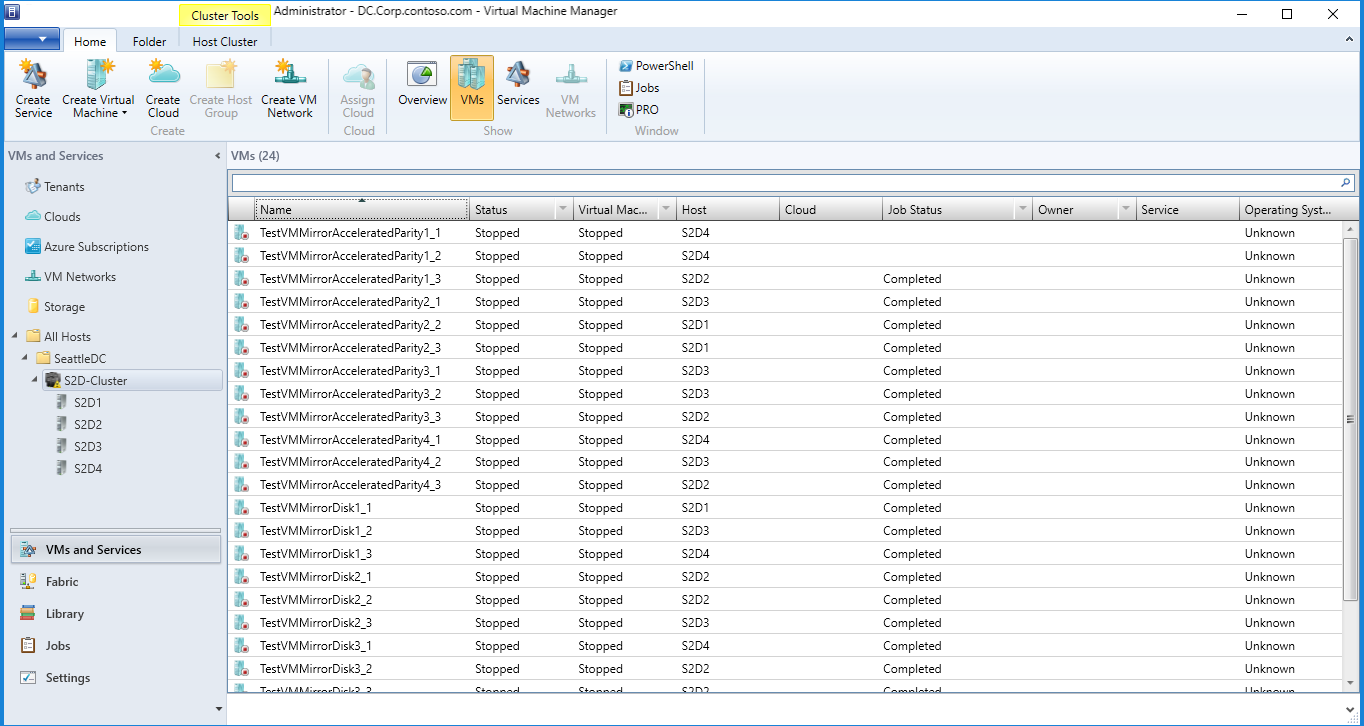 Cluster Tools
Administrator - DC.Corp.contoso.com - Virtual Machine Manager
Home Folder Host Cluster
Create Service
Create Virtual Machine
Create Cloud
Create Host Group
Create VM Network
Assign Cloud
Overview
VMs
Services
VM Networks
PowerShell
Jobs
PRO
Create Cloud Show Window
VMs and Services
Tenants
Clouds
Azure Subscriptions
VM Networks
Storage
All Hosts
SeattleDC
S2D-Cluster
S2D1
S2D2
S2D3
S2D4
VMs and Services
Fabric
Library
Jobs
Settings
VMs (24)
Name Status Virtual Mac... Host Cloud Job Status Owner Service Operating Syst...
TestVMMirrorAcceleratedParity1_1 Stopped Stopped S2D4 Unknown
TestVMMirrorAcceleratedParity1_2 Stopped Stopped S2D4 Unknown
TestVMMirrorAcceleratedParity1_3 Stopped Stopped S2D2 Completed Unknown
TestVMMirrorAcceleratedParity2_1 Stopped Stopped S2D3 Completed Unknown
TestVMMirrorAcceleratedParity2_2 Stopped Stopped S2D1 Completed Unknown
TestVMMirrorAcceleratedParity2_3 Stopped Stopped S2D1 Completed Unknown
TestVMMirrorAcceleratedParity3_1 Stopped Stopped S2D3 Completed Unknown
TestVMMirrorAcceleratedParity3_2 Stopped Stopped S2D3 Completed Unknown
TestVMMirrorAcceleratedParity3_3 Stopped Stopped S2D2 Completed Unknown
TestVMMirrorAcceleratedParity4_1 Stopped Stopped S2D4 Completed Unknown
TestVMMirrorAcceleratedParity4_2 Stopped Stopped S2D3 Completed Unknown
TestVMMirrorAcceleratedParity4_3 Stopped Stopped S2D2 Completed Unknown
TestVMMirrorDisk1_1 Stopped Stopped S2D1 Completed Unknown
TestVMMirrorDisk1_2 Stopped Stopped S2D3 Completed Unknown
TestVMMirrorDisk1_3 Stopped Stopped S2D4 Completed Unknown
TestVMMirrorDisk2_1 Stopped Stopped S2D2 Completed Unknown
TestVMMirrorDisk2_2 Stopped Stopped S2D2 Completed Unknown
TestVMMirrorDisk2_3 Stopped Stopped S2D3 Completed Unknown
TestVMMirrorDisk3_1 Stopped Stopped S2D4 Completed Unknown
TestVMMirrorDisk3_2 Stopped Stopped S2D2 Completed Unknown
TestVMMirrorDisk3_3 Stopped Stopped S2D2 Completed Unknown